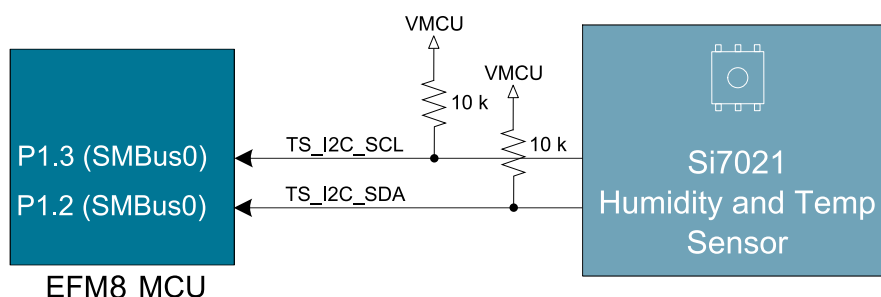 VMCU
VMCU
10 k
10 k
P1.3 (SMBus0)
TS_I2C_SCL
P1.2 (SMBus0)
TS_I2C_SDA
Si7021
Humidity and Temp
Sensor
EFM8 MCU